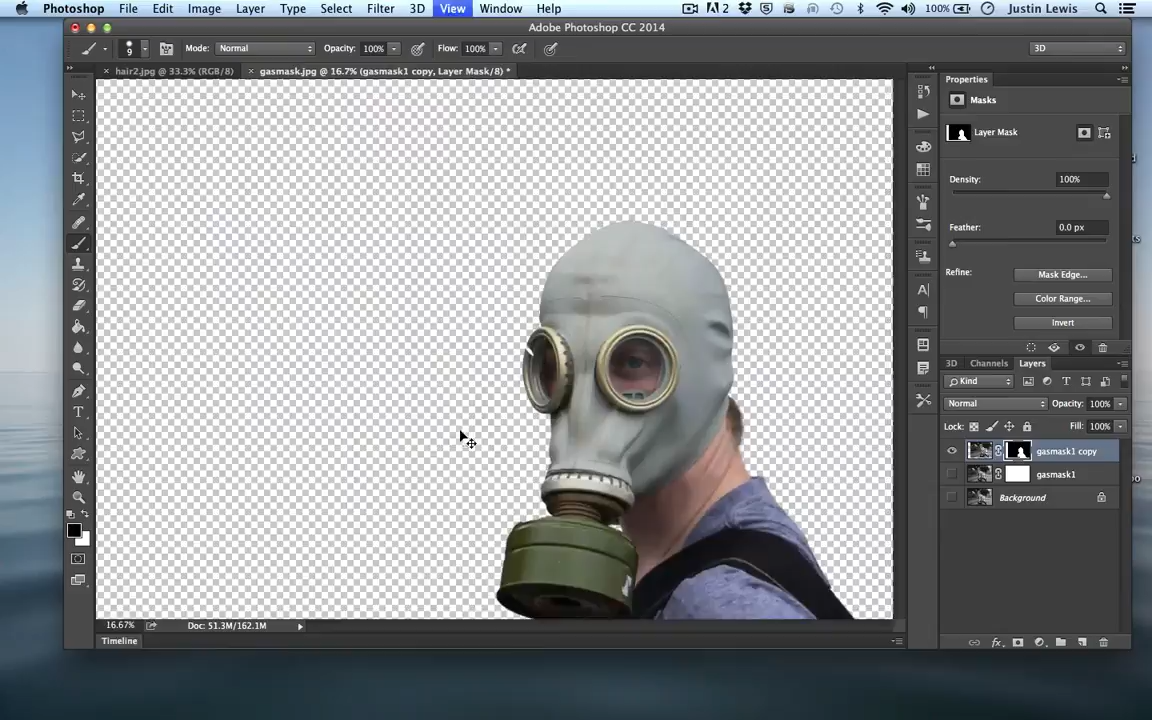 Photoshop File Edit Image Layer Type Select Filter 3D View Window Help 2 5 100% Justin Lewis
Adobe Photoshop CC 2014
9 Mode: Normal Opacity: 100% Flow: 100% 3D
× hair2.jpg @ 33.3% (RGB/8) × gasmask.jpg @ 16.7% (gasmask1 copy, Layer Mask/8) *
Properties
Masks
Layer Mask
Density: 100%
Feather: 0.0 px
Refine: Mask Edge...
Color Range...
Invert
3D Channels Layers
Kind
Normal Opacity: 100%
Lock: Fill: 100%
gasmask1 copy
gasmask1
Background
16.67% Doc: 51.3M/162.1M
Timeline